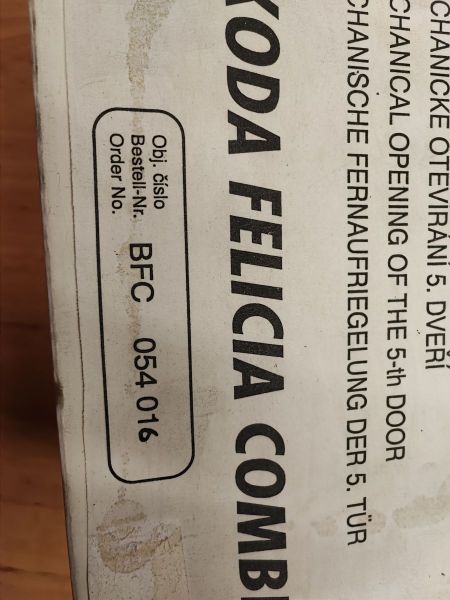 CHANICKÉ OTEVÍRÁNÍ 5. DVEŘÍ
CHANICAL OPENING OF THE 5-th DOOR
CHANISCHE FERNAUFRIEGELUNG DER 5. TÜR
KODA FELICIA COMBI
Obj. číslo
Bestell-Nr. BFC 054 016
Order No.